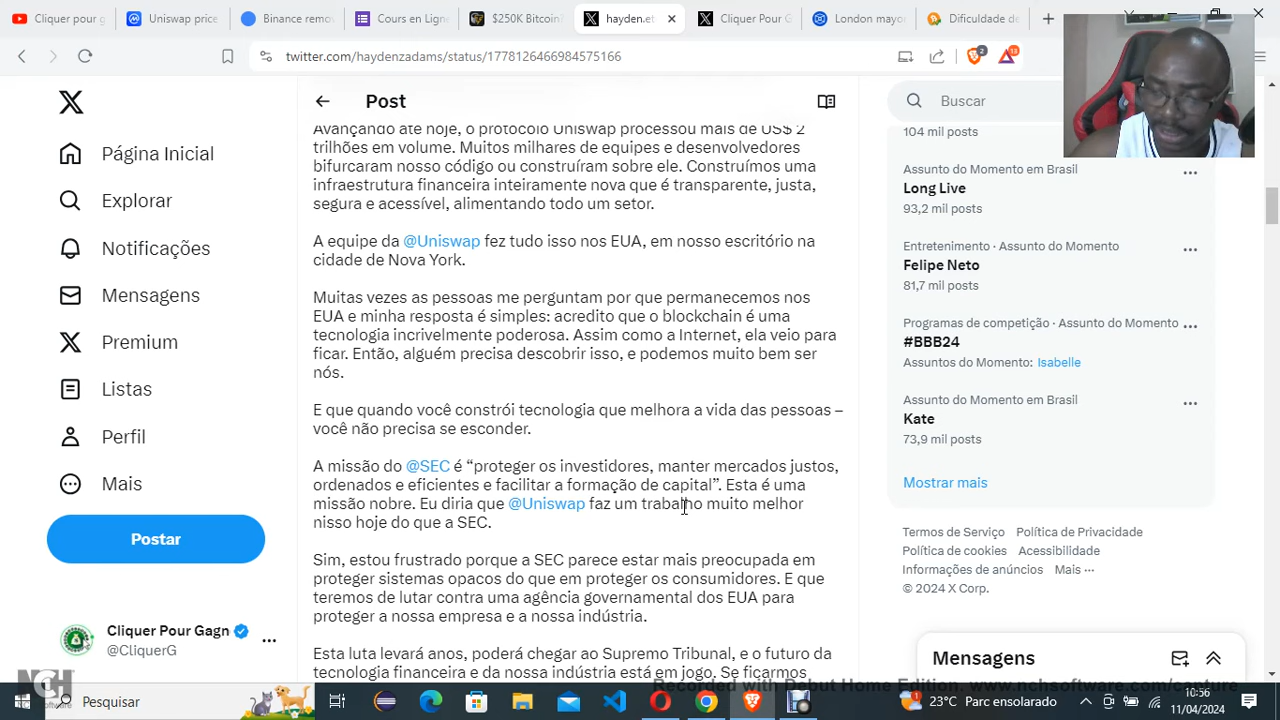 Cliquer pour g
Uniswap price
Binance remo
Cours en Lign
$250K Bitcoin
hayden.et
Cliquer Pour G
London mayo
Dificuldade de
twitter.com/haydenzadams/status/1778126466984575166
2
Página Inicial
Explorar
Notificações
Mensagens
Premium
Listas
Perfil
Mais
Postar
Cliquer Pour Gagn
@CliquerG
Post
Avançando até hoje, o protocolo Uniswap processou mais de US$ 2
trilhões em volume. Muitos milhares de equipes e desenvolvedores
bifurcaram nosso código ou construíram sobre ele. Construímos uma
infraestrutura financeira inteiramente nova que é transparente, justa,
segura e acessível, alimentando todo um setor.
A equipe da @Uniswap fez tudo isso nos EUA, em nosso escritório na
cidade de Nova York.
Muitas vezes as pessoas me perguntam por que permanecemos nos
EUA e minha resposta é simples: acredito que o blockchain é uma
tecnologia incrivelmente poderosa. Assim como a Internet, ela veio para
ficar. Então, alguém precisa descobrir isso, e podemos muito bem ser
nós.
E que quando você constrói tecnologia que melhora a vida das pessoas –
você não precisa se esconder.
A missão do @SEC é “proteger os investidores, manter mercados justos,
ordenados e eficientes e facilitar a formação de capital”. Esta é uma
missão nobre. Eu diria que @Uniswap faz um trabalho muito melhor
nisso hoje do que a SEC.
Sim, estou frustrado porque a SEC parece estar mais preocupada em
proteger sistemas opacos do que em proteger os consumidores. E que
teremos de lutar contra uma agência governamental dos EUA para
proteger a nossa empresa e a nossa indústria.
Esta luta levará anos, poderá chegar ao Supremo Tribunal, e o futuro da
tecnologia financeira e da nossa indústria está em jogo. Se ficarmos
Buscar
104 mil posts
Assunto do Momento em Brasil
Long Live
93,2 mil posts
Entretenimento · Assunto do Momento
Felipe Neto
81,7 mil posts
Programas de competição · Assunto do Momento
#BBB24
Assuntos do Momento: Isabelle
Assunto do Momento em Brasil
Kate
73,9 mil posts
Mostrar mais
Termos de Serviço Política de Privacidade
Política de cookies Acessibilidade
Informações de anúncios Mais ···
© 2024 X Corp.
Mensagens
Recorded with Debut Home Edition. www.nchsoftware.com/capture
NCH
Software
Pesquisar
1
23°C Parc ensolarado
10:56
11/04/2024